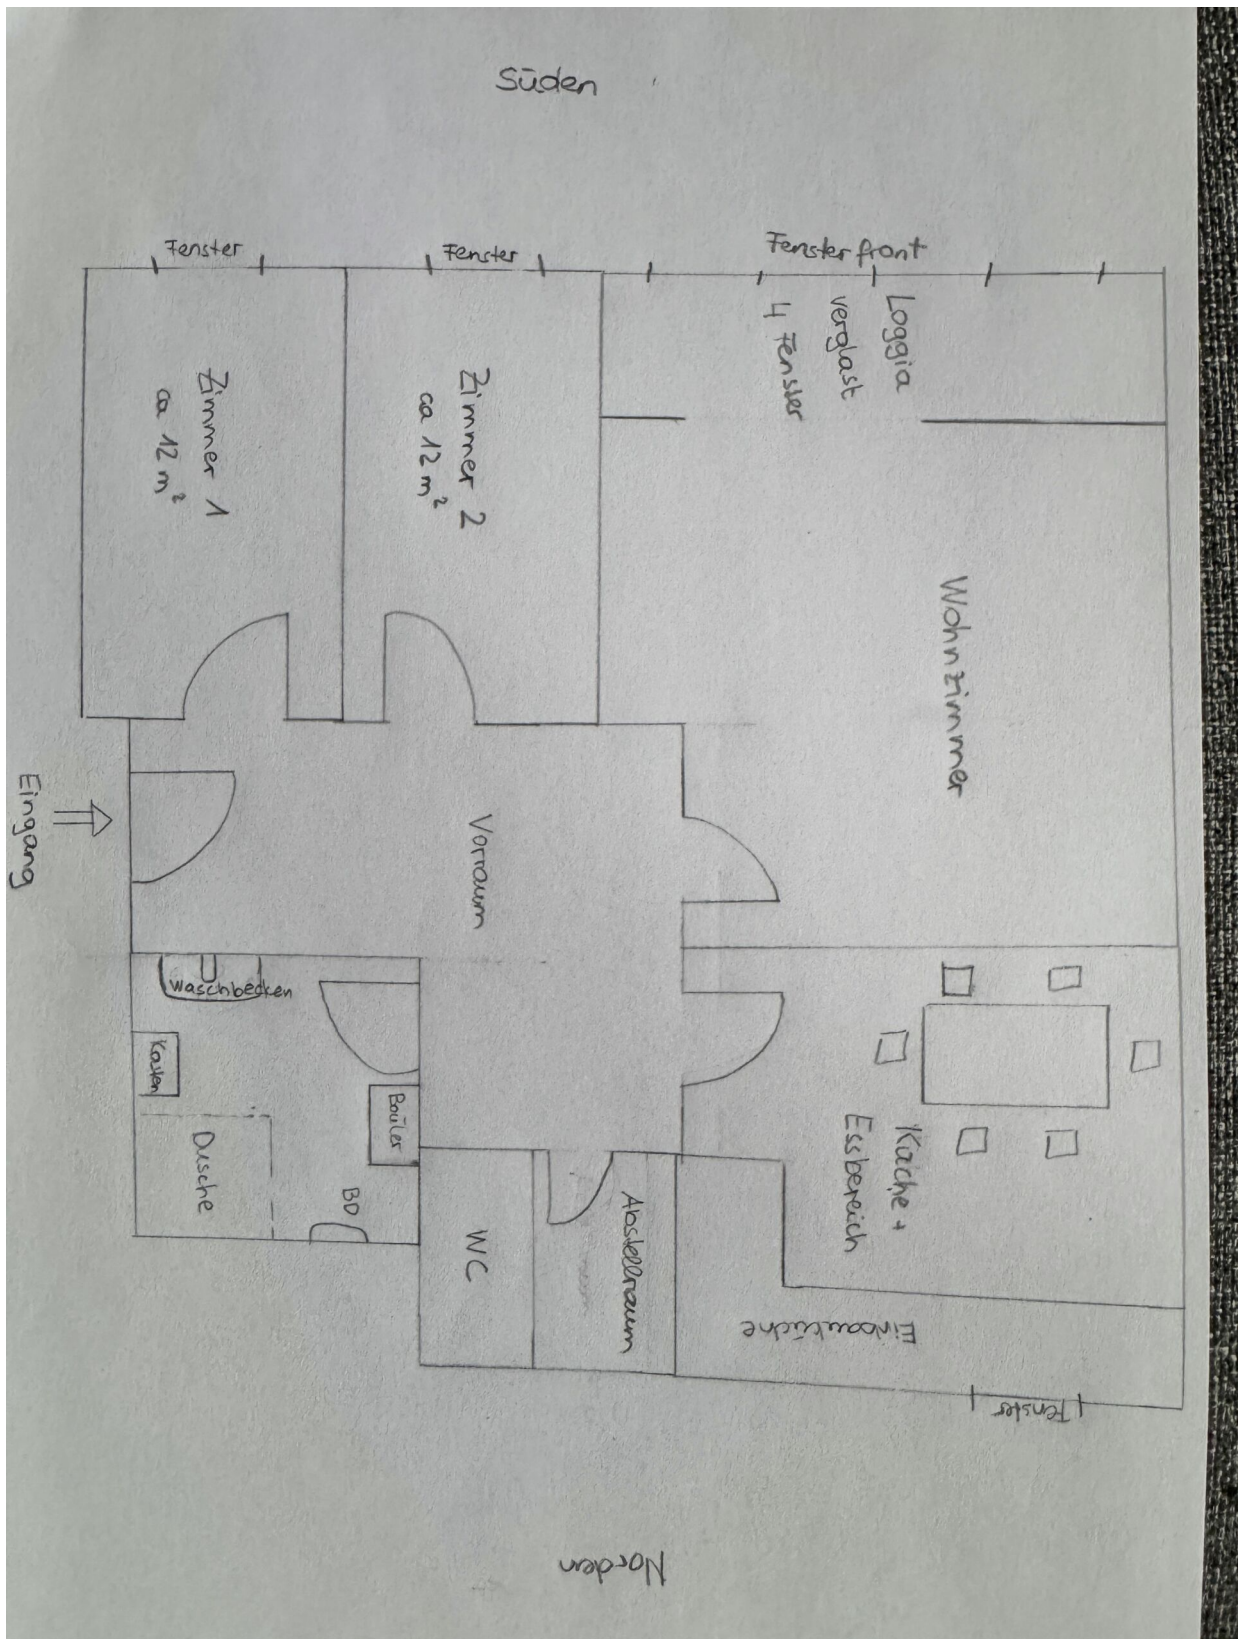 Süden
Fenster
Fenster
Fensterfront
Loggia
verglast
4 Fenster
Zimmer 1
ca 12 m²
Zimmer 2
ca 12 m²
Wohnzimmer
Eingang
Vorraum
Waschbecken
Kasten
Boiler
Dusche
BD
WC
Abstellraum
Küche +
Essbereich
Einbauküche
Fenster
Norden